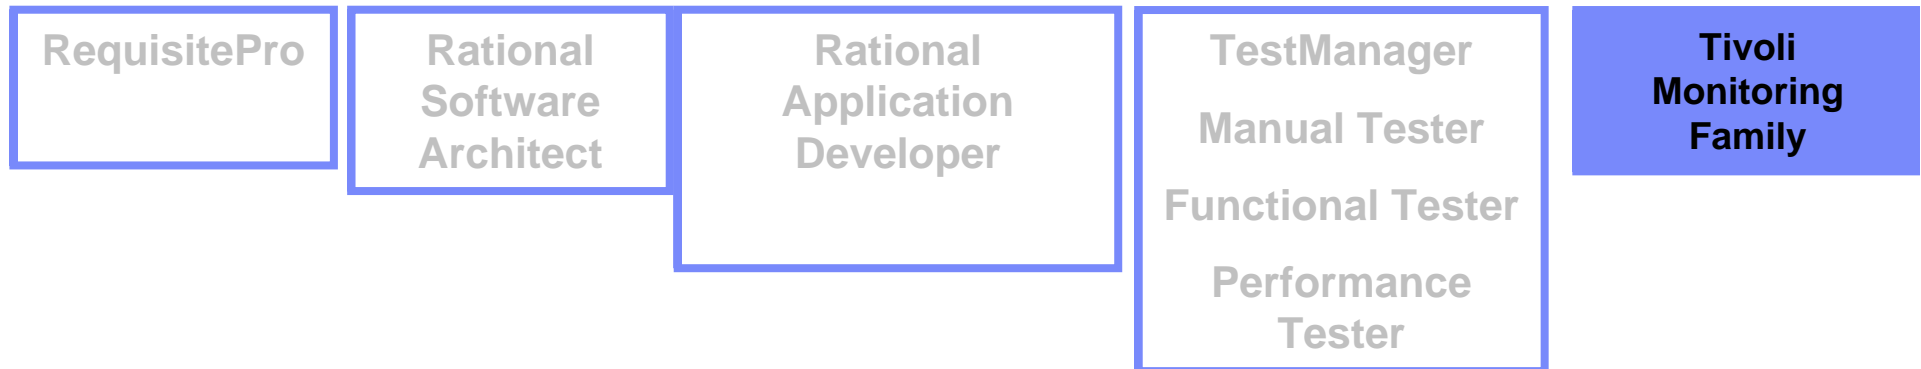 RequisitePro
Rational
Software
Architect
Rational
Application
Developer
TestManager
Manual Tester
Functional Tester
Performance
Tester
Tivoli
Monitoring
Family